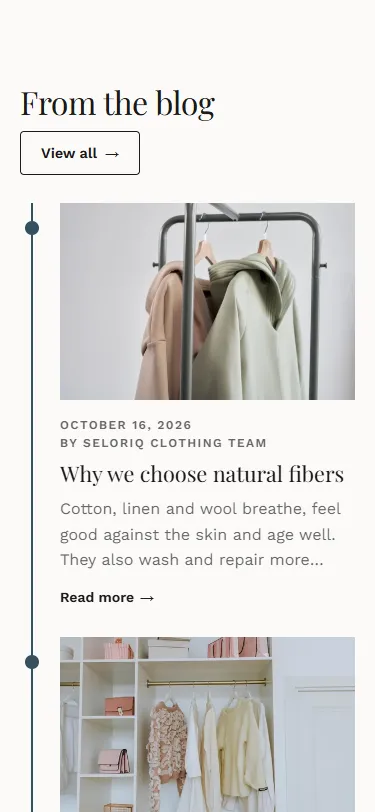 From the blog
View all →
OCTOBER 16, 2026
BY SELORIQ CLOTHING TEAM
Why we choose natural fibers
Cotton, linen and wool breathe, feel
good against the skin and age well.
They also wash and repair more...
Read more →